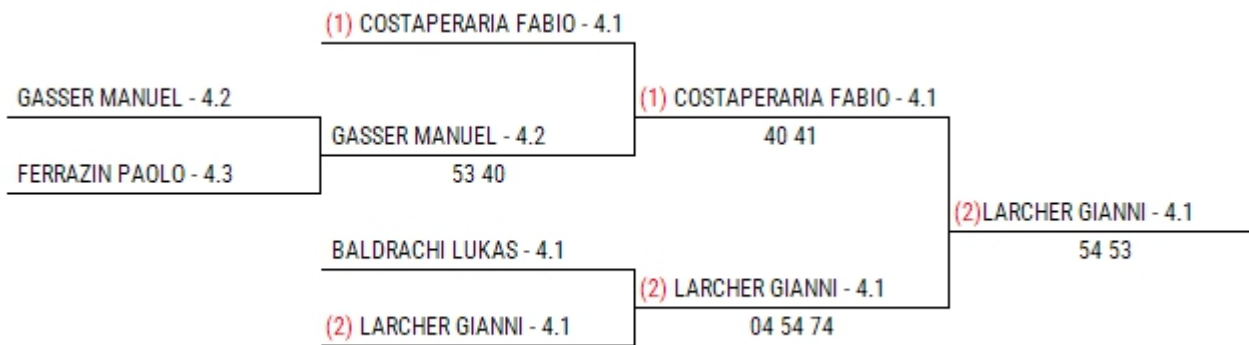 (1) COSTAPERARIA FABIO - 4.1
GASSER MANUEL - 4.2
(1) COSTAPERARIA FABIO - 4.1
GASSER MANUEL - 4.2
40 41
FERRAZIN PAOLO - 4.3
53 40
(2)LARCHER GIANNI - 4.1
BALDRACHI LUKAS - 4.1
54 53
(2) LARCHER GIANNI - 4.1
(2) LARCHER GIANNI - 4.1
04 54 74